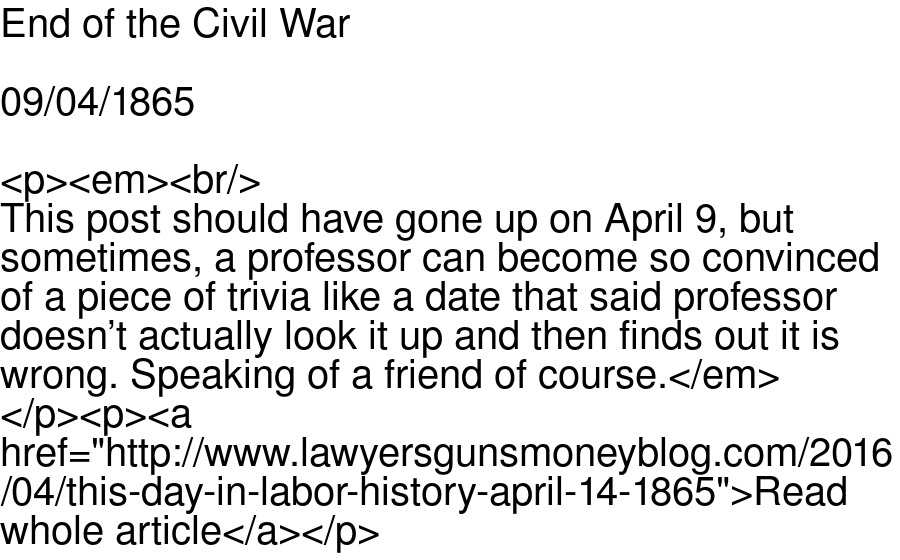 End of the Civil War
09/04/1865
<p><em><br/>
This post should have gone up on April 9, but
sometimes, a professor can become so convinced
of a piece of trivia like a date that said professor
doesn’t actually look it up and then finds out it is
wrong. Speaking of a friend of course.</em>
</p><p><a
href="http://www.lawyersgunsmoneyblog.com/2016
/04/this-day-in-labor-history-april-14-1865">Read
whole article</a></p>